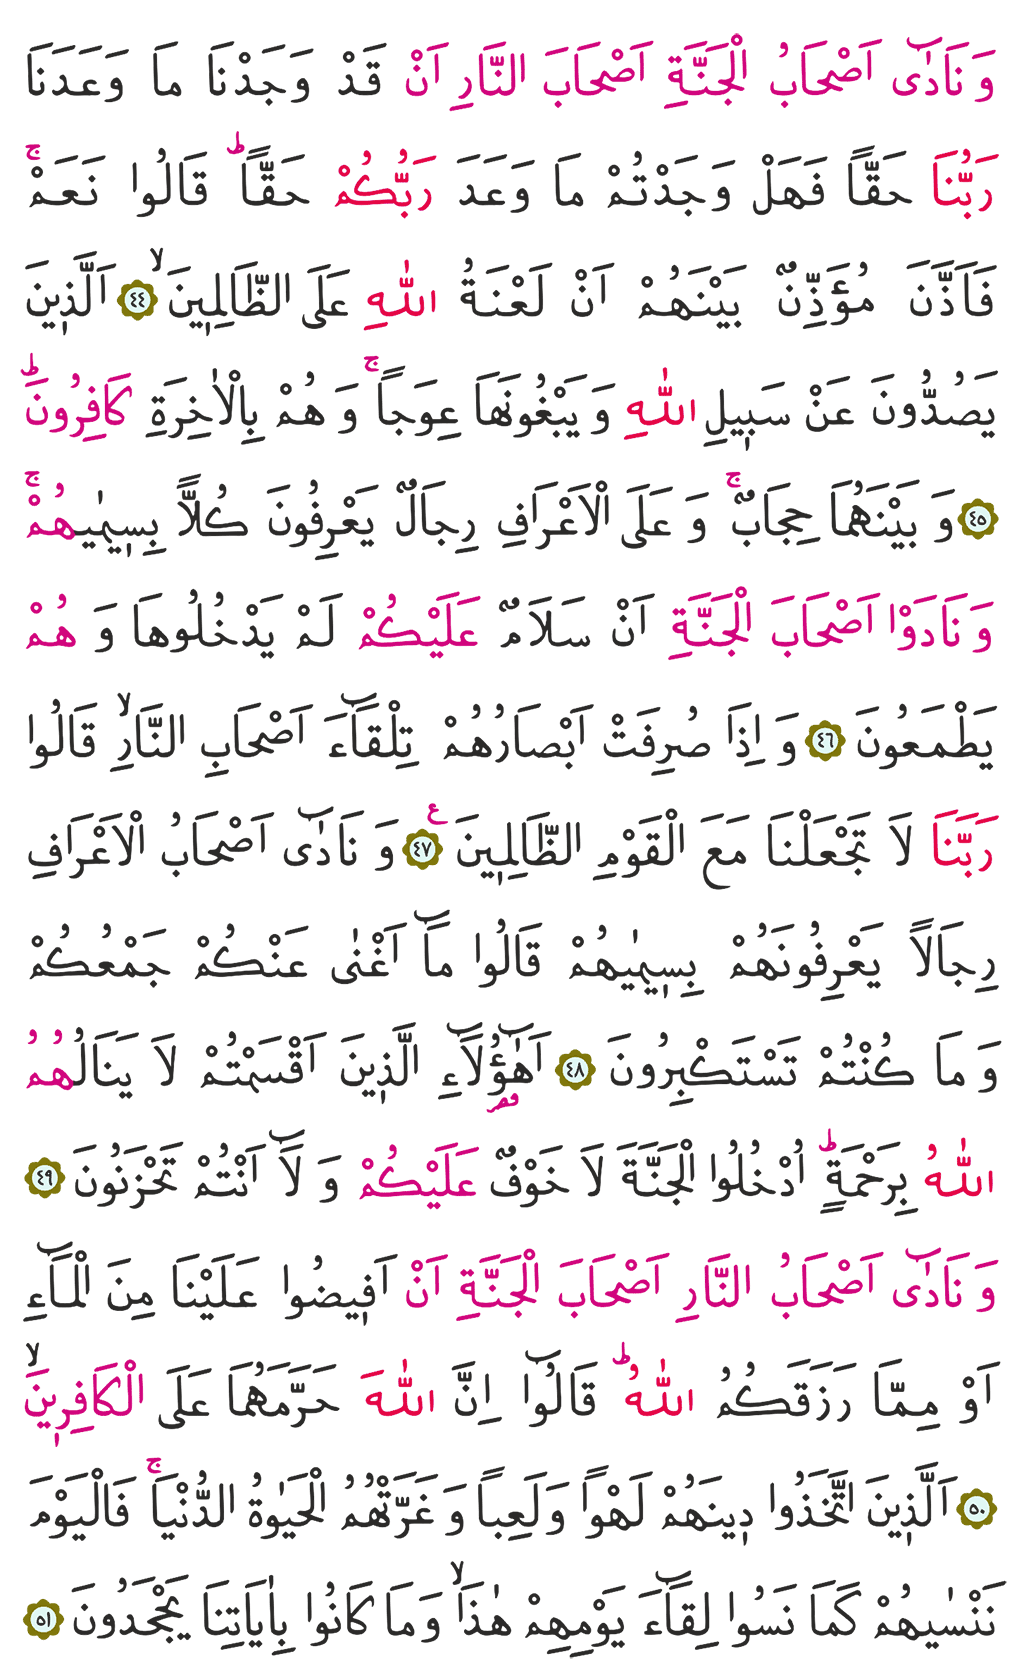 وَنَادٰٓى اَصْحَابُ الْجَنَّةِ اَصْحَابَ النَّارِ اَنْ قَدْ وَجَدْنَا مَا وَعَدَنَا
رَبُّنَا حَقًّا فَهَلْ وَجَدْتُمْ مَا وَعَدَ رَبُّكُمْ حَقًّاۜ قَالُوا نَعَمْۚ
فَاَذَّنَ مُؤَذِّنٌ بَيْنَهُمْ اَنْ لَعْنَةُ اللّٰهِ عَلَى الظَّالِم۪ينَۙ ﴿٤٤﴾ اَلَّذ۪ينَ
يَصُدُّونَ عَنْ سَب۪يلِ اللّٰهِ وَيَبْغُونَهَا عِوَجاًۚ وَهُمْ بِالْاٰخِرَةِ كَافِرُونَۜ
﴿٤٥﴾ وَبَيْنَهُمَا حِجَابٌۚ وَعَلَى الْاَعْرَافِ رِجَالٌ يَعْرِفُونَ كُلاًّ بِس۪يمٰيهُمْۚ
وَنَادَوْا اَصْحَابَ الْجَنَّةِ اَنْ سَلَامٌ عَلَيْكُمْ لَمْ يَدْخُلُوهَا وَهُمْ
يَطْمَعُونَ ﴿٤٦﴾ وَاِذَا صُرِفَتْ اَبْصَارُهُمْ تِلْقَٓاءَ اَصْحَابِ النَّارِۙ قَالُوا
رَبَّنَا لَا تَجْعَلْنَا مَعَ الْقَوْمِ الظَّالِم۪ينَ۟ ﴿٤٧﴾ وَنَادٰٓى اَصْحَابُ الْاَعْرَافِ
رِجَالاً يَعْرِفُونَهُمْ بِس۪يمٰيهُمْ قَالُوا مَٓا اَغْنٰى عَنْكُمْ جَمْعُكُمْ
وَمَا كُنْتُمْ تَسْتَكْبِرُونَ ﴿٤٨﴾ اَهٰٓؤُ۬لَٓاءِ الَّذ۪ينَ اَقْسَمْتُمْ لَا يَنَالُهُمُ
اللّٰهُ بِرَحْمَةٍۜ اُدْخُلُوا الْجَنَّةَ لَا خَوْفٌ عَلَيْكُمْ وَلَٓا اَنْتُمْ تَحْزَنُونَ ﴿٤٩﴾
وَنَادٰٓى اَصْحَابُ النَّارِ اَصْحَابَ الْجَنَّةِ اَنْ اَف۪يضُوا عَلَيْنَا مِنَ الْمَٓاءِ
اَوْ مِمَّا رَزَقَكُمُ اللّٰهُۜ قَالُٓوا اِنَّ اللّٰهَ حَرَّمَهُمَا عَلَى الْكَافِر۪ينَۙ
﴿٥٠﴾ اَلَّذ۪ينَ اتَّخَذُوا د۪ينَهُمْ لَهْواً وَلَعِباً وَغَرَّتْهُمُ الْحَيٰوةُ الدُّنْيَاۚ فَالْيَوْمَ
نَنْسٰيهُمْ كَمَا نَسُوا لِقَٓاءَ يَوْمِهِمْ هٰذَاۙ وَمَا كَانُوا بِاٰيَاتِنَا يَجْحَدُونَ ﴿٥١﴾